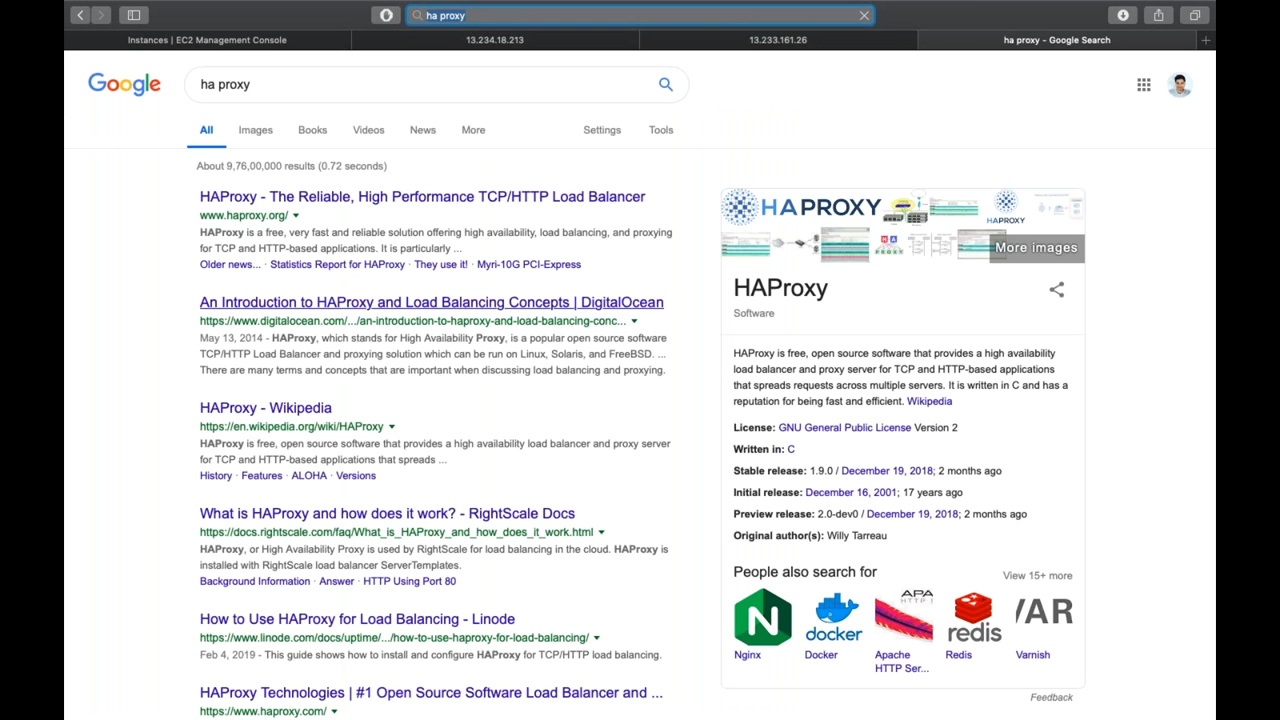 ha proxy
Instances | EC2 Management Console
13.234.18.213
13.233.161.26
ha proxy - Google Search
Google
ha proxy
All
Images
Books
Videos
News
More
Settings
Tools
About 9,76,00,000 results (0.72 seconds)
HAProxy - The Reliable, High Performance TCP/HTTP Load Balancer
www.haproxy.org/
HAProxy is a free, very fast and reliable solution offering high availability, load balancing, and proxying
for TCP and HTTP-based applications. It is particularly ...
Older news... · Statistics Report for HAProxy · They use it! · Myri-10G PCI-Express
An Introduction to HAProxy and Load Balancing Concepts | DigitalOcean
https://www.digitalocean.com/.../an-introduction-to-haproxy-and-load-balancing-conc...
May 13, 2014 - HAProxy, which stands for High Availability Proxy, is a popular open source software
TCP/HTTP Load Balancer and proxying solution which can be run on Linux, Solaris, and FreeBSD. ...
There are many terms and concepts that are important when discussing load balancing and proxying.
HAProxy - Wikipedia
https://en.wikipedia.org/wiki/HAProxy
HAProxy is free, open source software that provides a high availability load balancer and proxy server
for TCP and HTTP-based applications that spreads ...
History · Features · ALOHA · Versions
What is HAProxy and how does it work? - RightScale Docs
https://docs.rightscale.com/faq/What_is_HAProxy_and_how_does_it_work.html
HAProxy, or High Availability Proxy is used by RightScale for load balancing in the cloud. HAProxy is
installed with RightScale load balancer ServerTemplates.
Background Information · Answer · HTTP Using Port 80
How to Use HAProxy for Load Balancing - Linode
https://www.linode.com/docs/uptime/.../how-to-use-haproxy-for-load-balancing/
Feb 4, 2019 - This guide shows how to install and configure HAProxy for TCP/HTTP load balancing.
HAProxy Technologies | #1 Open Source Software Load Balancer and ...
https://www.haproxy.com/
HAPROXY
HAPROXY
More images
HAProxy
Software
HAProxy is free, open source software that provides a high availability
load balancer and proxy server for TCP and HTTP-based applications
that spreads requests across multiple servers. It is written in C and has a
reputation for being fast and efficient. Wikipedia
License: GNU General Public License Version 2
Written in: C
Stable release: 1.9.0 / December 19, 2018; 2 months ago
Initial release: December 16, 2001; 17 years ago
Preview release: 2.0-dev0 / December 19, 2018; 2 months ago
Original author(s): Willy Tarreau
People also search for
View 15+ more
N
docker
APA
HTTP
redis
VAR
Nginx
Docker
Apache
HTTP Ser...
Redis
Varnish
Feedback